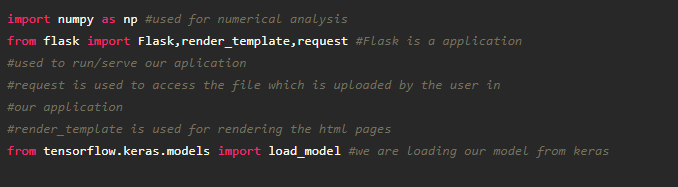 import numpy as np #used for numerical analysis
from flask import Flask,render_template,request #Flask is a application
#used to run/serve our aplication
#request is used to access the file which is uploaded by the user in
#our application
#render_template is used for rendering the html pages
from tensorflow.keras.models import load_model #we are loading our model from keras